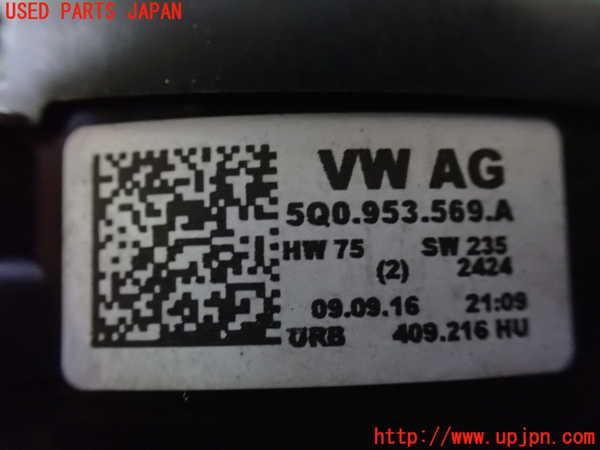 USED PARTS JAPAN
VW AG
5Q0.953.569.A
HW 75 SW 235
(2) 2424
09.09.16 21:09
URB 409.216 HU
UPJ
http://www.upjpn.com/